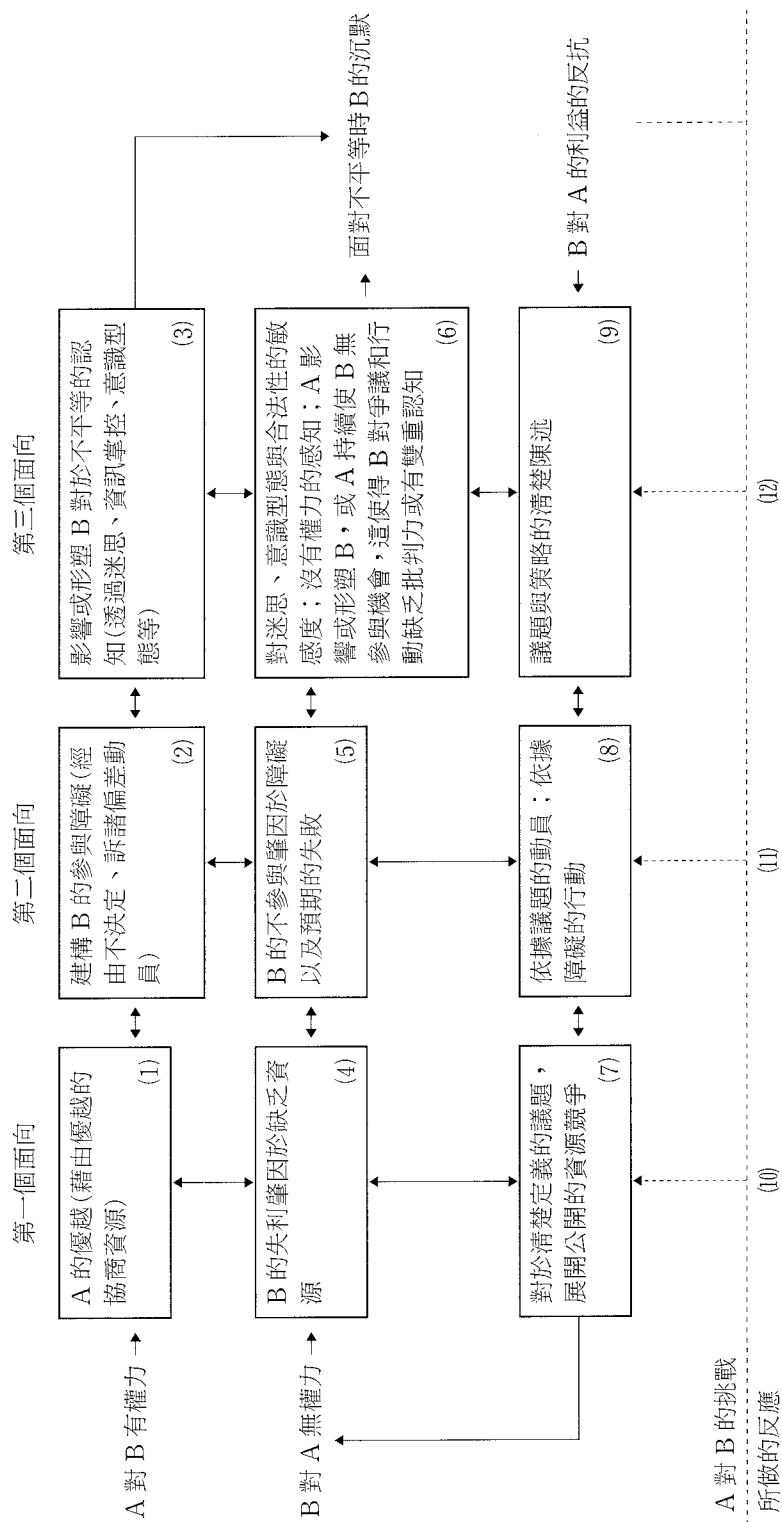 第一個面向
第二個面向
第三個面向
A 對 B 有權力
A 的優越（藉由優越的
協商資源）
(1)
建構 B 的參與障礙（經
由不決定、訴諸偏差動
員）
(2)
影響或形塑 B 對於不平等的認
知（透過迷思、資訊掌控、意識型
態等）
(3)
B 對 A 無權力
B 的失利肇因於缺乏資
源
(4)
B 的不參與肇因於障礙
以及預期的失敗
(5)
對迷思、意識型態與合法性的敏
感度；沒有權力的感知；A 影
響或形塑 B，或 A 持續使 B 無
參與機會，這使得 B 對爭議和行
動缺乏批判力或有雙重認知
(6)
面對不平等時 B 的沉默
對於清楚定義的議題，
展開公開的資源競爭
(7)
依據議題的動員；依據
障礙的行動
(8)
議題與策略的清楚陳述
(9)
B 對 A 的利益的反抗
A 對 B 的挑戰
所做的反應
(10)
(11)
(12)